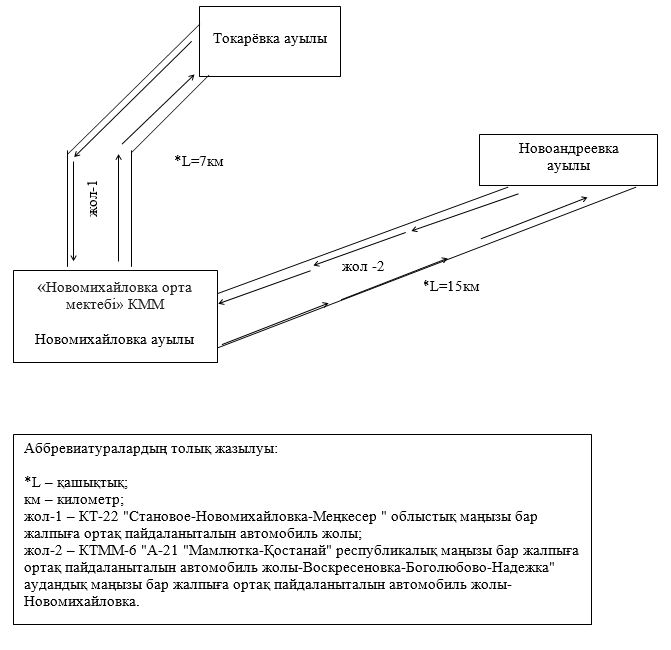 Токарёвка ауылы
Новоандреевка
ауылы
*L=7км
жол-1
жол -2
*L=15км
«Новомихайловка орта
мектебі» КММ
Новомихайловка ауылы
Аббревиатуралардың толық жазылуы:
*L – қашықтық;
км – километр;
жол-1 – КТ-22 "Становое-Новомихайловка-Меңкесер " облыстық маңызы бар
жалпыға ортақ пайдаланыталын автомобиль жолы;
жол-2 – КТММ-6 "А-21 "Мамлютка-Қостанай" республикалық маңызы бар жалпыға
ортақ пайдаланыталын автомобиль жолы-Воскресеновка-Боголюбово-Надежка"
аудандық маңызы бар жалпыға ортақ пайдаланыталын автомобиль жолы-
Новомихайловка.